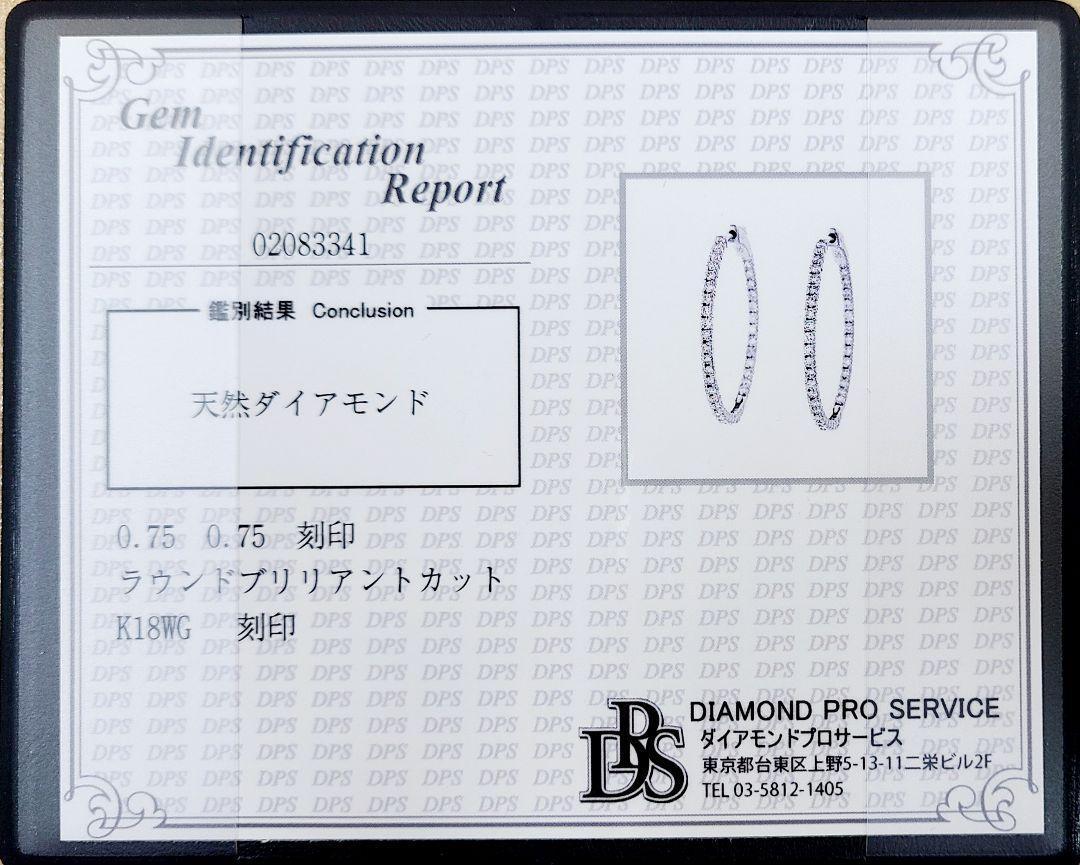 Gem
Identification
Report
02083341
鑑別結果 Conclusion
天然ダイアモンド
0.75 0.75 刻印
ラウンドブリリアントカット
K18WG 刻印
DPS
DIAMOND PRO SERVICE
ダイアモンドプロサービス
東京都台東区上野5-13-11二栄ビル2F
TEL 03-5812-1405